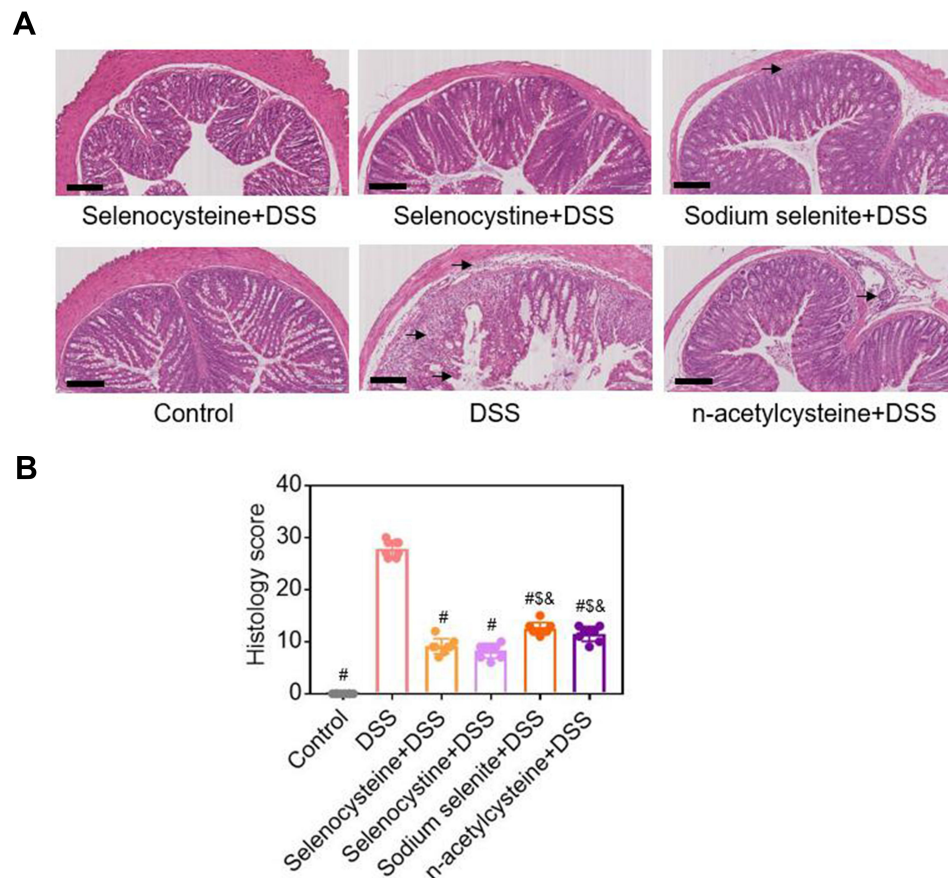 A
Selenocysteine+DSS
Selenocystine+DSS
Sodium selenite+DSS
Control
DSS
n-acetylcysteine+DSS
B
Histology score
40
30
20
10
0
#
#
#
#$&
#$&
Control
DSS
Selenocysteine+DSS
Selenocystine+DSS
Sodium selenite+DSS
n-acetylcysteine+DSS